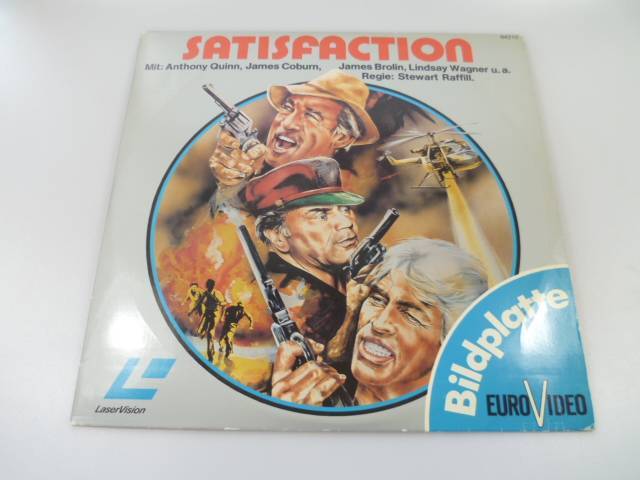 SATISFACTION
Mit: Anthony Quinn, James Coburn, James Brolin, Lindsay Wagner u. a.
Regie: Stewart Raffill.
Bildplatte
EUROVIDEO
LaserVision